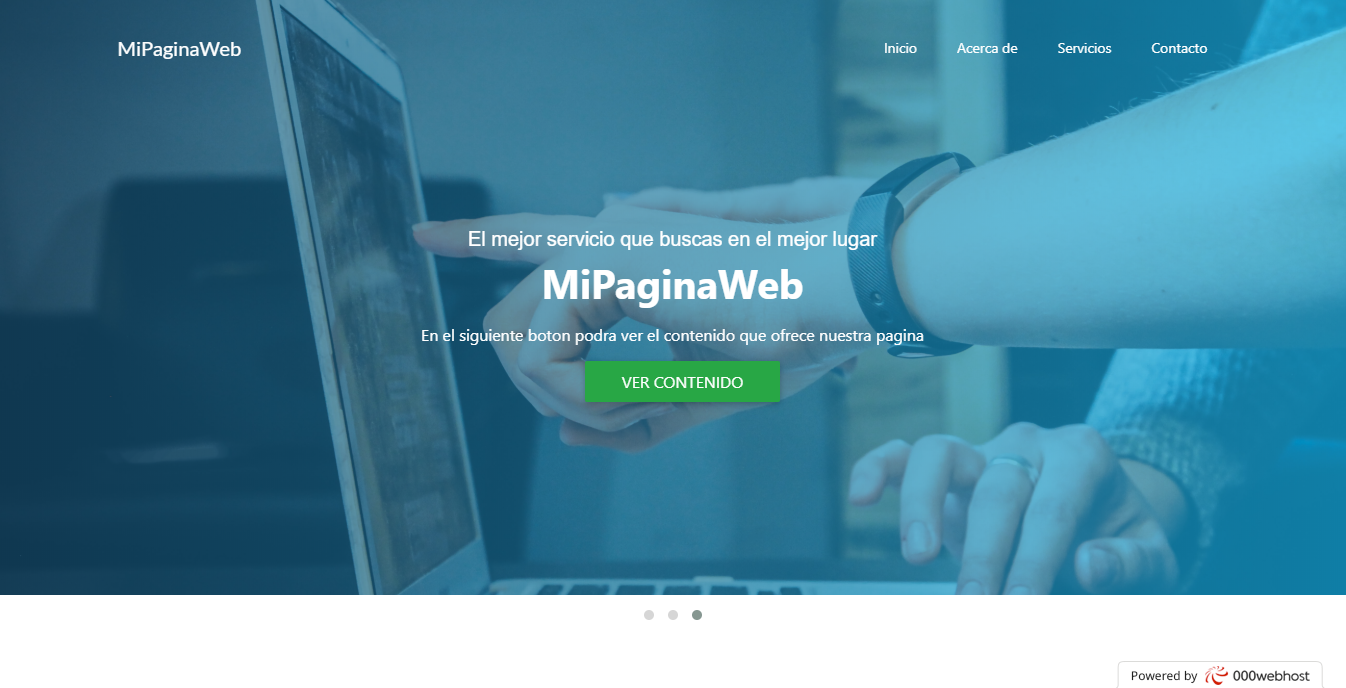 MiPaginaWeb
Inicio Acerca de Servicios Contacto
El mejor servicio que buscas en el mejor lugar
MiPaginaWeb
En el siguiente boton podra ver el contenido que ofrece nuestra pagina
VER CONTENIDO
Powered by 000webhost